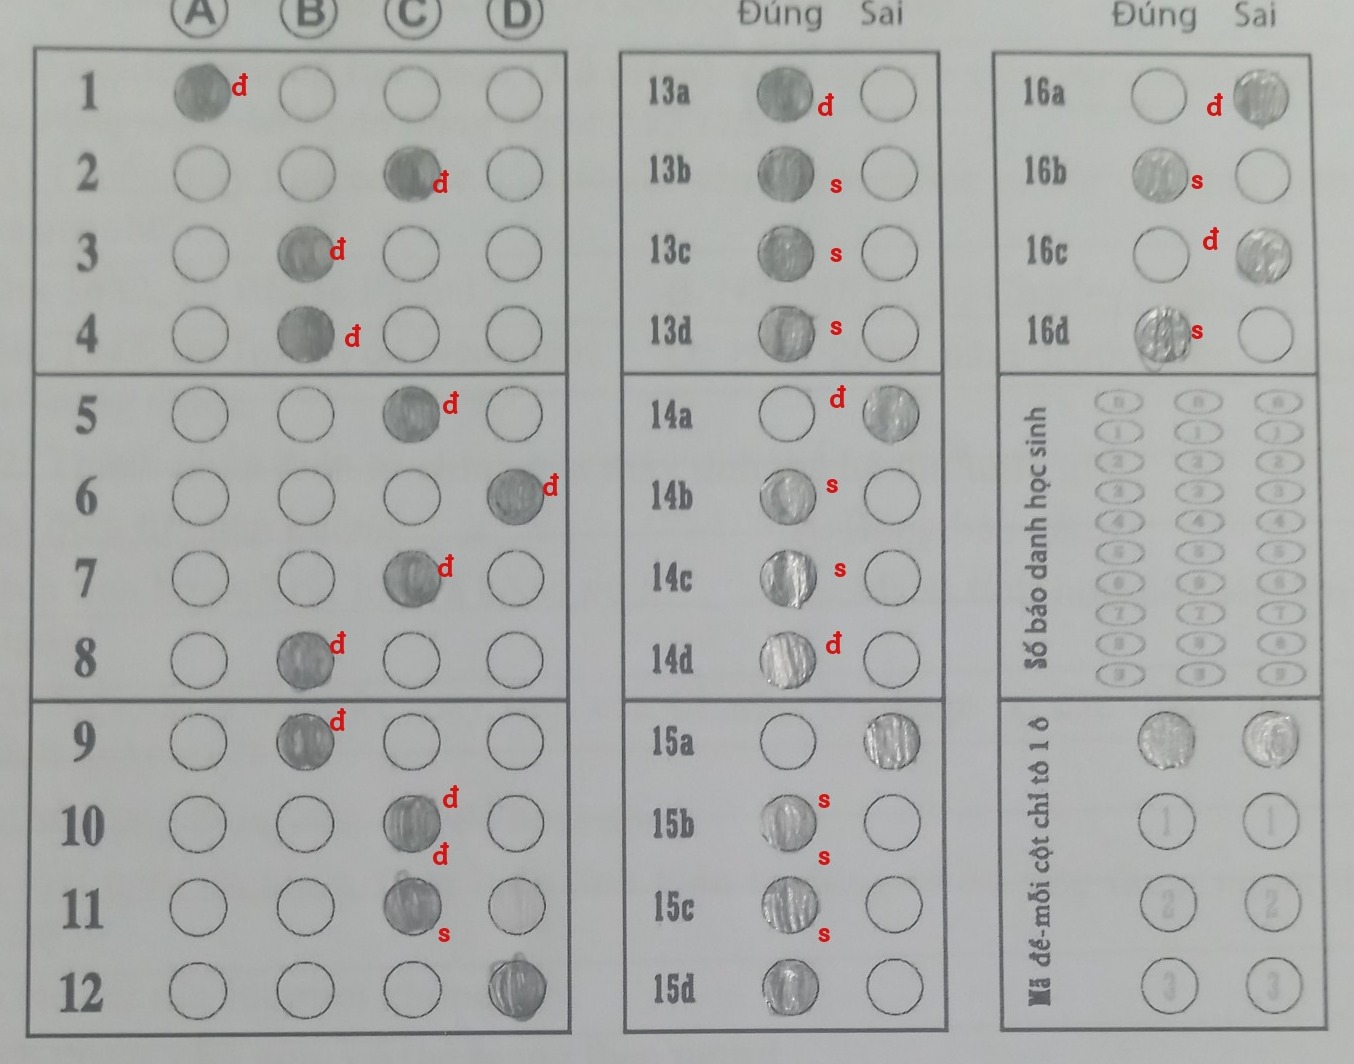 A B C D
1 đ
2 đ
3 đ
4 đ
5 đ
6 đ
7 đ
8 đ
9 đ
10 đ
đ
11
s
12
Đúng Sai
13a đ
13b s
13c s
13d s
14a đ
14b s
14c s
14d đ
15a
15b s
s
15c
s
15d
Đúng Sai
16a đ
16b s
16c đ
16d s
Số báo danh học sinh
0 0 0
1 1 1
2 2 2
3 3 3
4 4 4
5 5 5
6 6 6
7 7 7
8 8 8
9 9 9
Mã đề-mỗi cột chỉ tô 1 ô
1 1
2 2
3 3